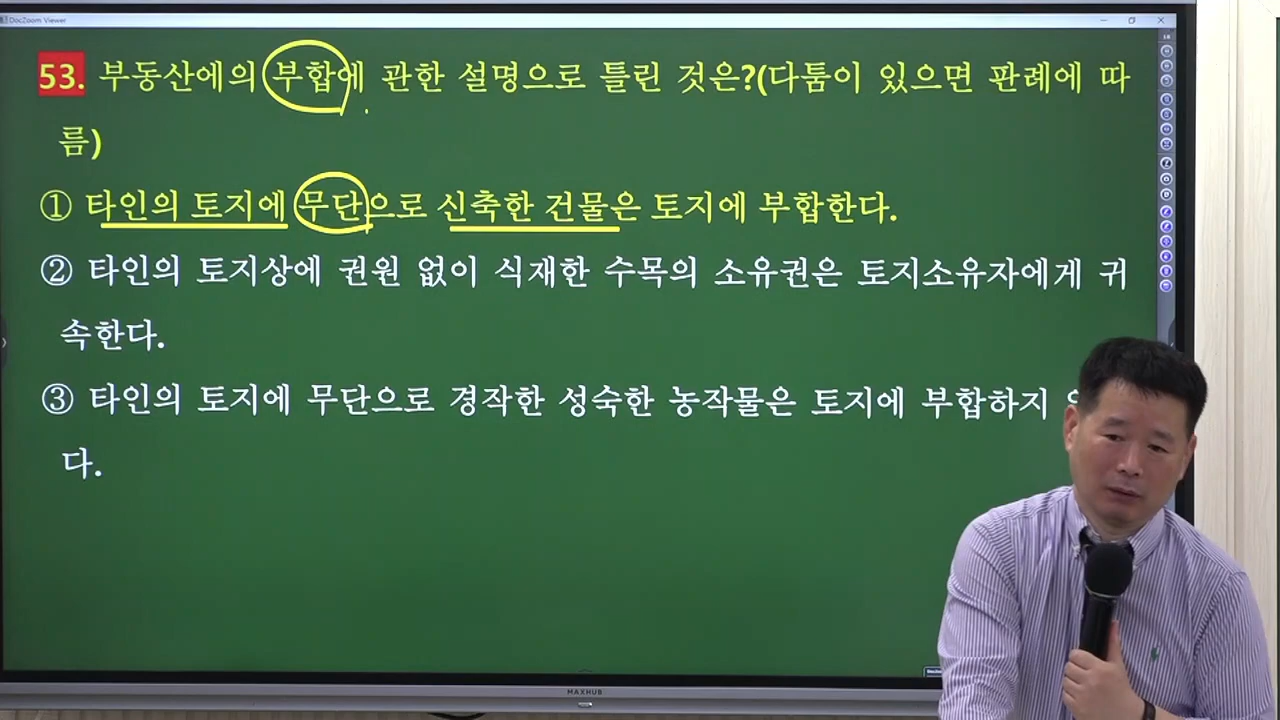 DocZoom Viewer
53. 부동산에의 부합에 관한 설명으로 틀린 것은?(다툼이 있으면 판례에 따
름)
① 타인의 토지에 무단으로 신축한 건물은 토지에 부합한다.
② 타인의 토지상에 권원 없이 식재한 수목의 소유권은 토지소유자에게 귀
속한다.
③ 타인의 토지에 무단으로 경작한 성숙한 농작물은 토지에 부합하지
다.
MAXHUB